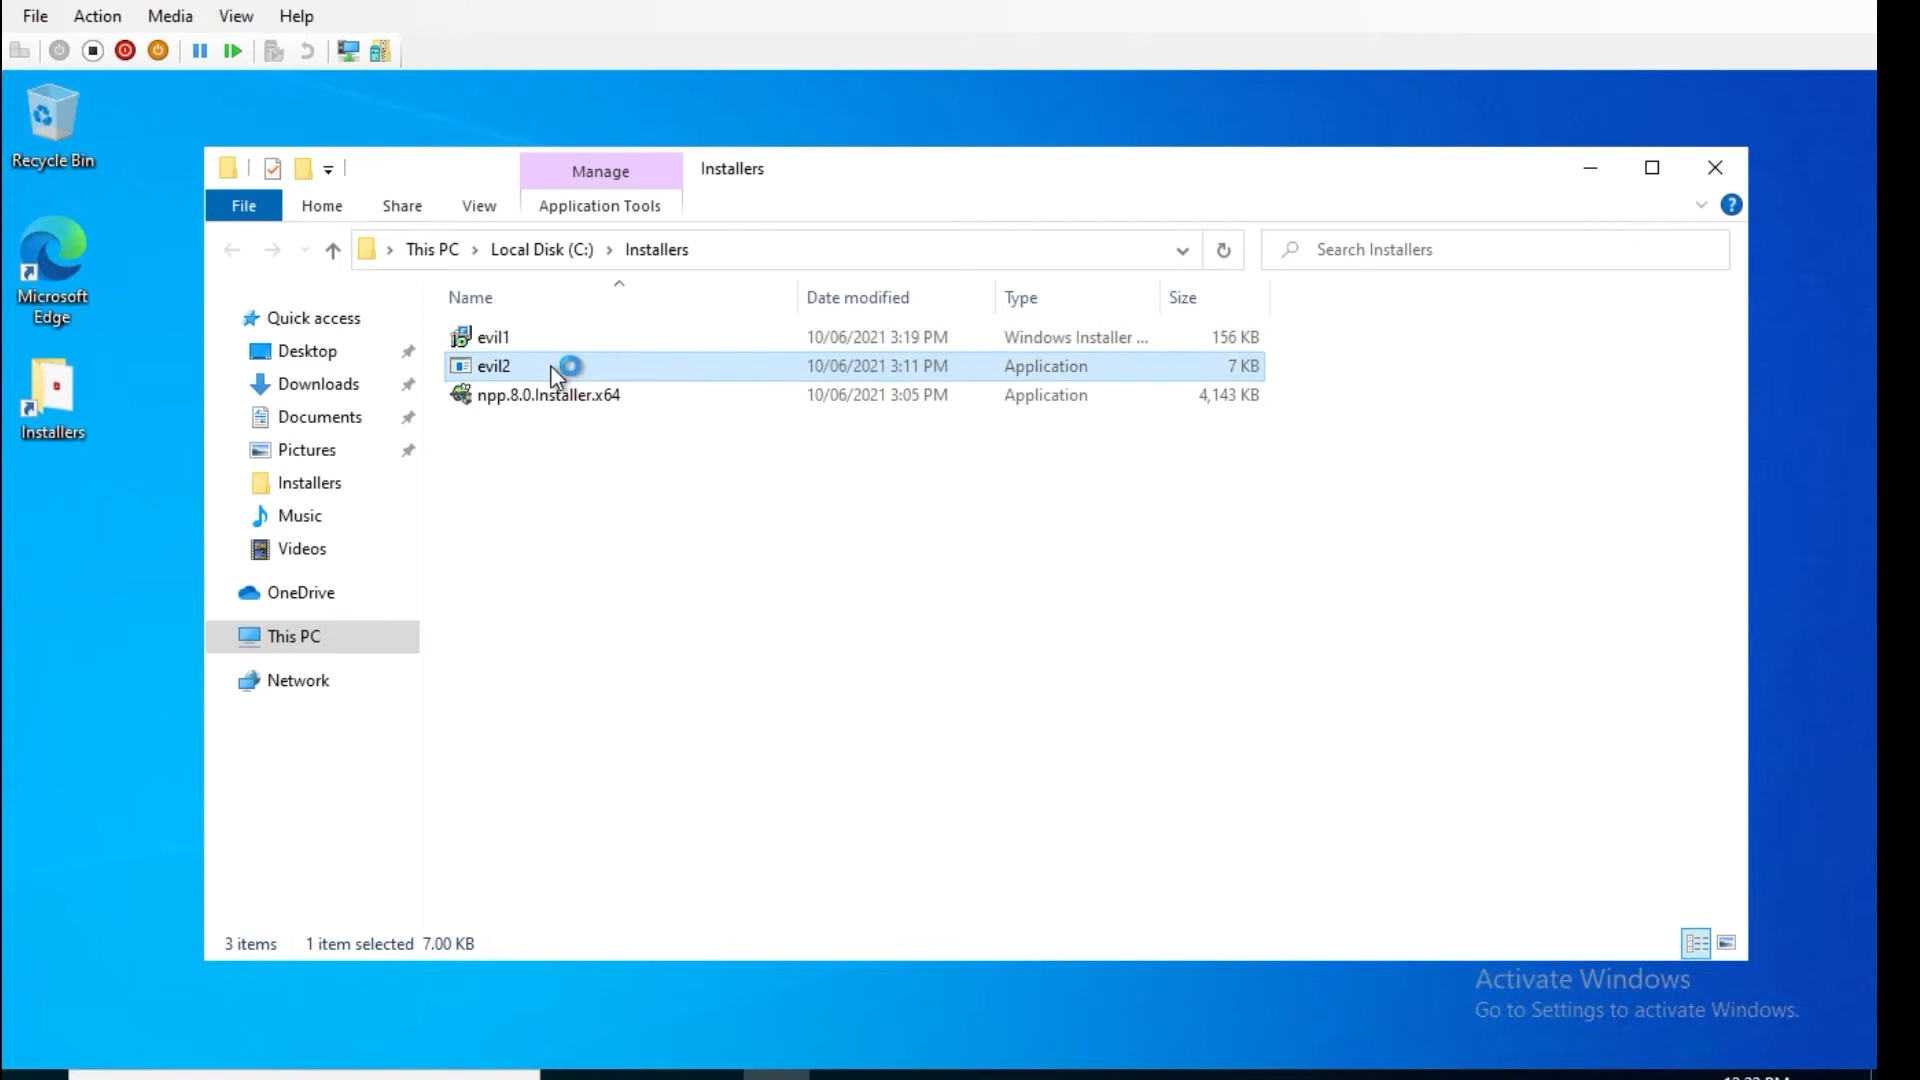 File Action Media View Help
Recycle Bin
Microsoft
Edge
Installers
Manage Installers
File Home Share View Application Tools
This PC Local Disk (C:) Installers Search Installers
Name Date modified Type Size
evil1 10/06/2021 3:19 PM Windows Installer ... 156 KB
evil2 10/06/2021 3:11 PM Application 7 KB
npp.8.0.Installer.x64 10/06/2021 3:05 PM Application 4,143 KB
Quick access
Desktop
Downloads
Documents
Pictures
Installers
Music
Videos
OneDrive
This PC
Network
3 items 1 item selected 7.00 KB
Activate Windows
Go to Settings to activate Windows.